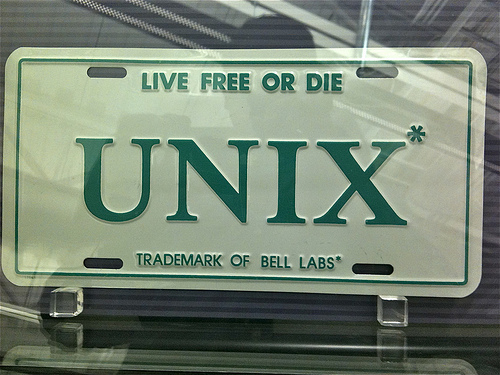 LIVE FREE OR DIE
UNIX*
TRADEMARK OF BELL LABS*